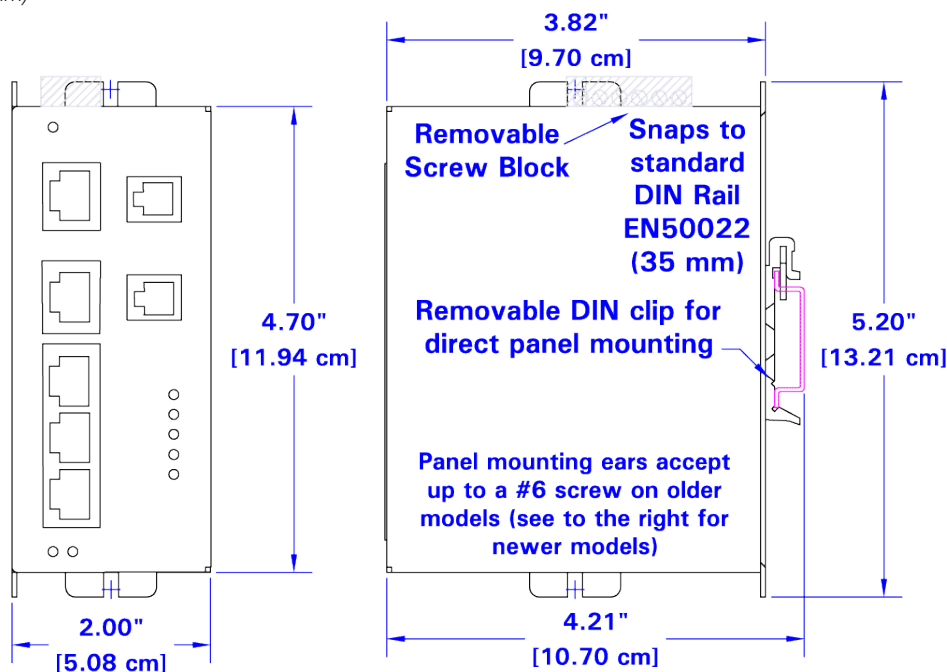 3.82"
[9.70 cm]
Removable
Screw Block
Snaps to
standard
DIN Rail
EN50022
(35 mm)
4.70"
[11.94 cm]
Removable DIN clip for
direct panel mounting
5.20"
[13.21 cm]
Panel mounting ears accept
up to a #6 screw on older
models (see to the right for
newer models)
2.00"
[5.08 cm]
4.21"
[10.70 cm]